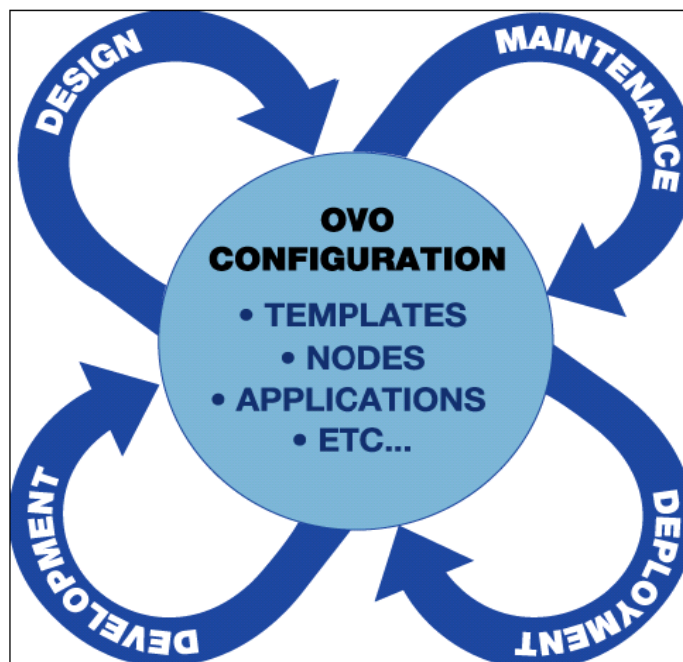 DESIGN
MAINTENANCE
OVO
CONFIGURATION
• TEMPLATES
• NODES
• APPLICATIONS
• ETC...
DEVELOPMENT
DEPLOYMENT